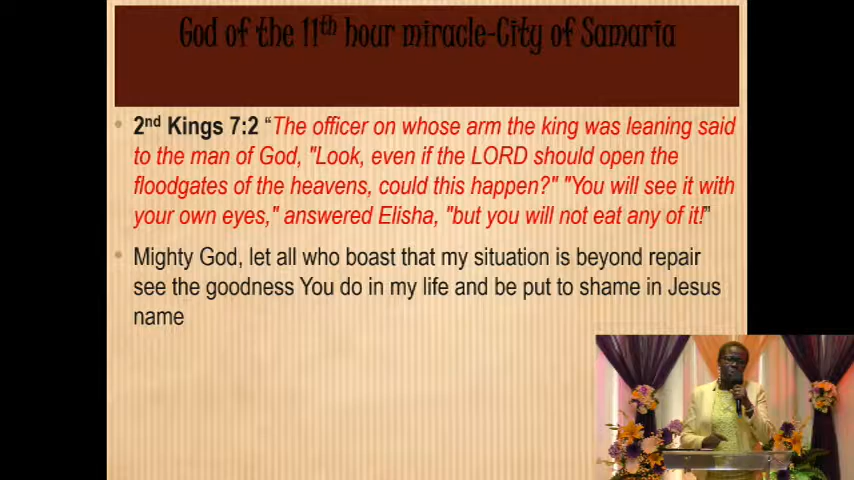 God of the 11th hour miracle-City of Samaria
• 2nd Kings 7:2 “The officer on whose arm the king was leaning said
to the man of God, "Look, even if the LORD should open the
floodgates of the heavens, could this happen?" "You will see it with
your own eyes," answered Elisha, "but you will not eat any of it!”
• Mighty God, let all who boast that my situation is beyond repair
see the goodness You do in my life and be put to shame in Jesus
name